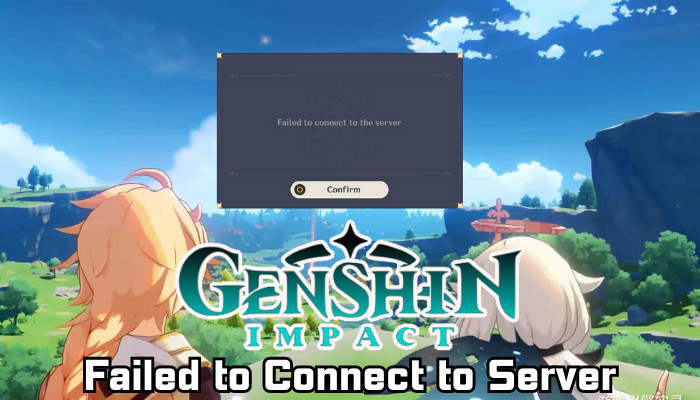 Failed to connect to the server
Confirm
GENSHIN
IMPACT
Failed to Connect to Server